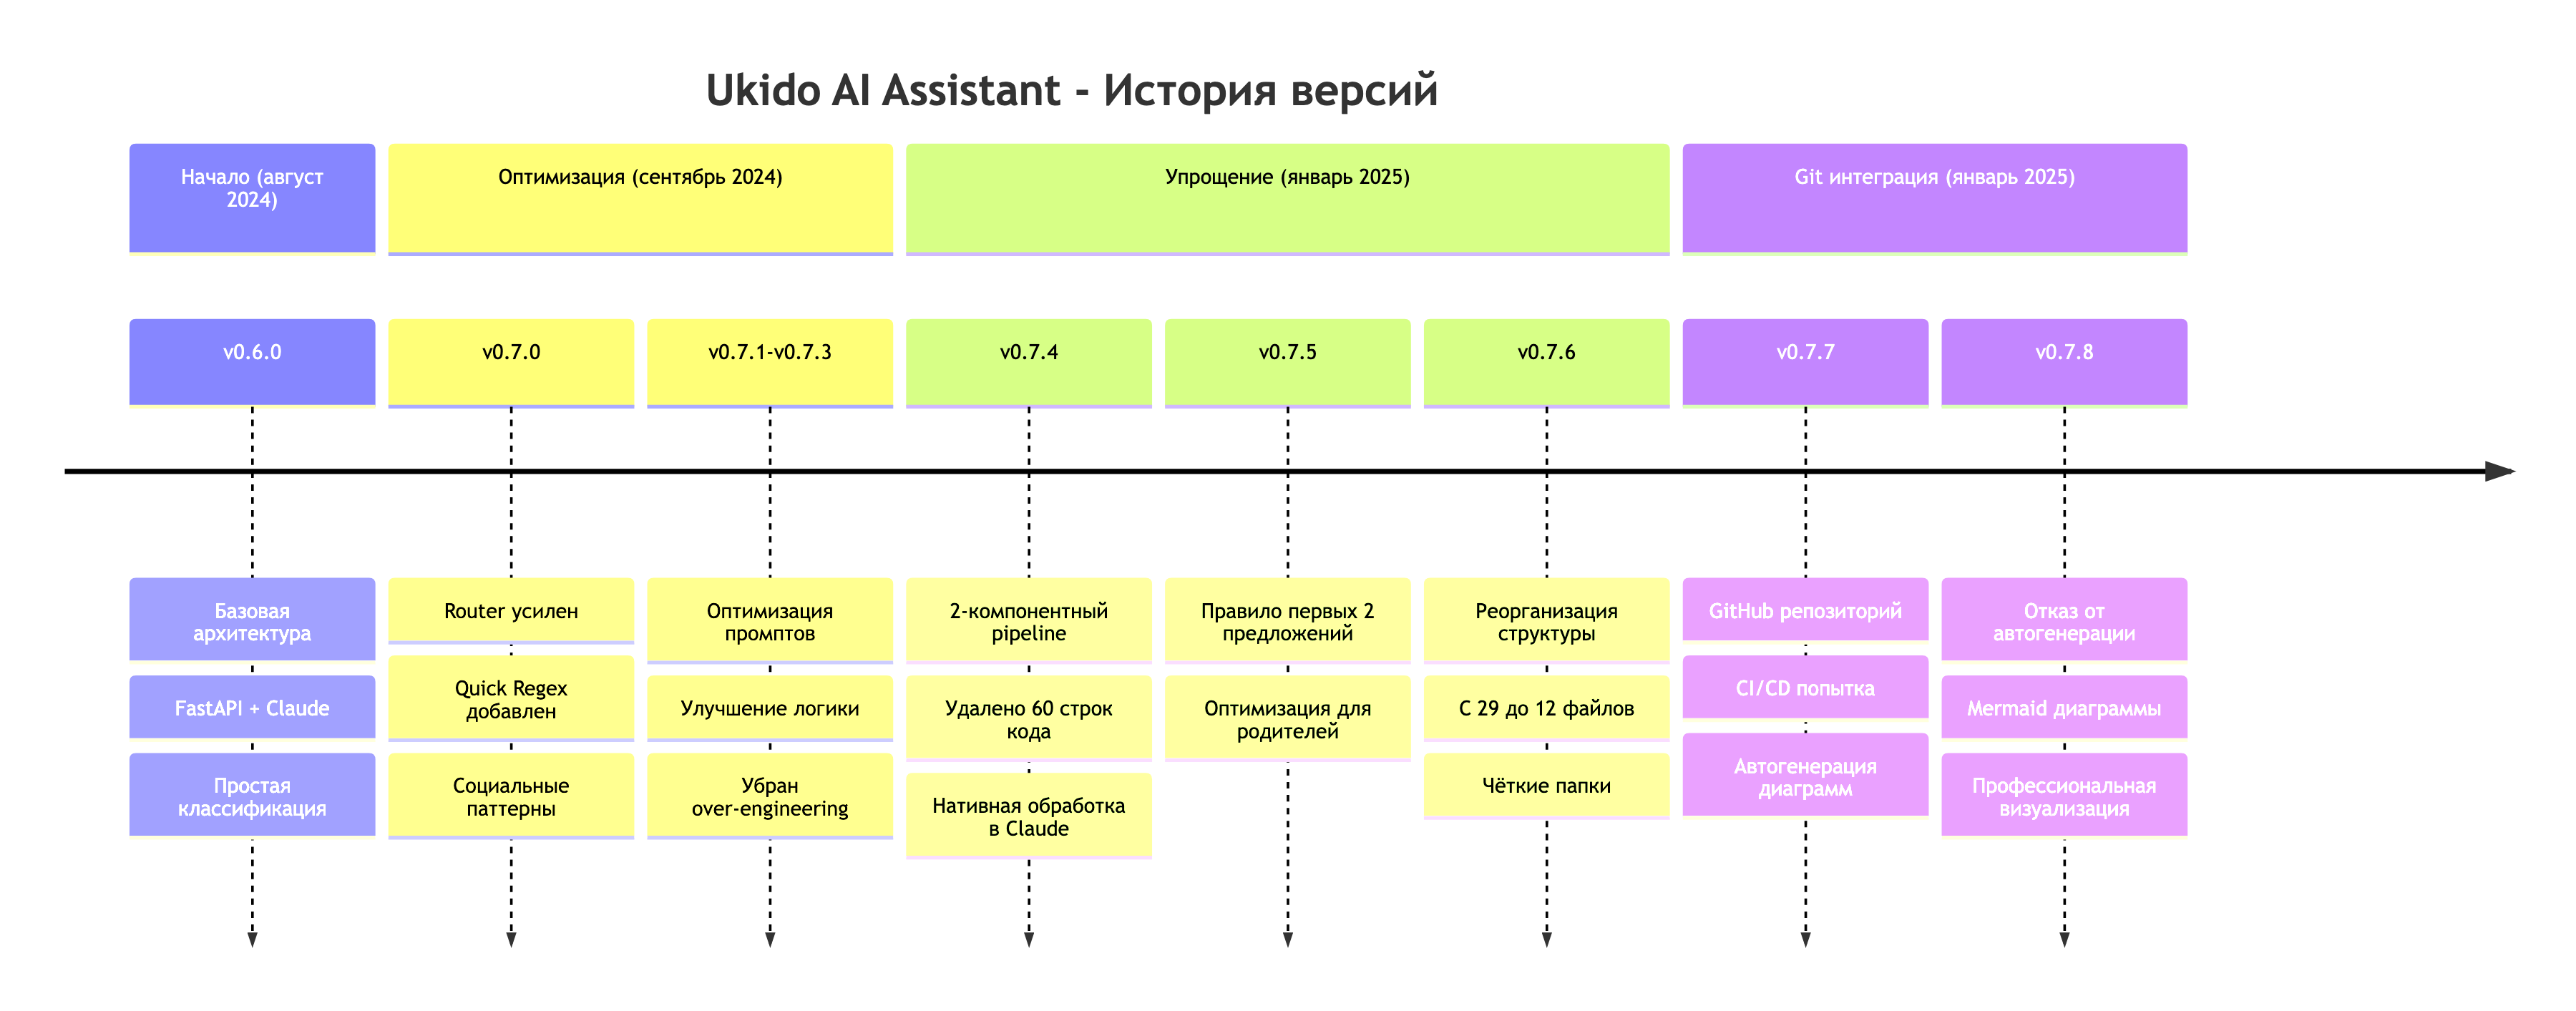 Ukido AI Assistant - История версий
Начало (август
2024)
Оптимизация (сентябрь 2024)
Упрощение (январь 2025)
Git интеграция (январь 2025)
v0.6.0
v0.7.0
v0.7.1-v0.7.3
v0.7.4
v0.7.5
v0.7.6
v0.7.7
v0.7.8
Базовая
архитектура
FastAPI + Claude
Простая
классификация
Router усилен
Quick Regex
добавлен
Социальные
паттерны
Оптимизация
промптов
Улучшение логики
Убран
over-engineering
2-компонентный
pipeline
Удалено 60 строк
кода
Нативная обработка
в Claude
Правило первых 2
предложений
Оптимизация для
родителей
Реорганизация
структуры
С 29 до 12 файлов
Чёткие папки
GitHub репозиторий
CI/CD попытка
Автогенерация
диаграмм
Отказ от
автогенерации
Mermaid диаграммы
Профессиональная
визуализация